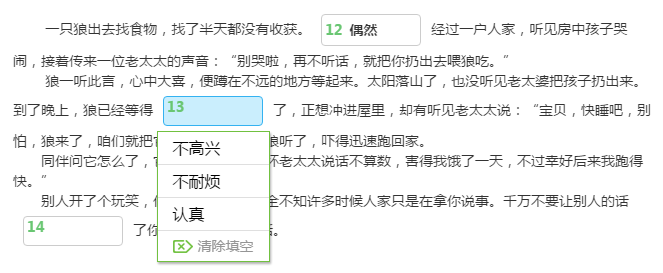 一只狼出去找食物，找了半天都没有收获。 12 偶然 经过一户人家，听见房中孩子哭
闹，接着传来一位老太太的声音：“别哭啦，再不听话，就把你扔出去喂狼吃。”
狼一听此言，心中大喜，便蹲在不远的地方等起来。太阳落山了，也没听见老太婆把孩子扔出来。
到了晚上，狼已经等得 13 了，正想冲进屋里，却有听见老太太说：“宝贝，快睡吧，别
怕，狼来了，咱们就把 狼听了，吓得迅速跑回家。
不高兴
同伴问它怎么了， 老太太说话不算数，害得我饿了一天，不过幸好后来我跑得
快。”
不耐烦
别人开了个玩笑， 不知许多时候人家只是在拿你说事。千万不要让别人的话
认真
14 了你 。
清除填空